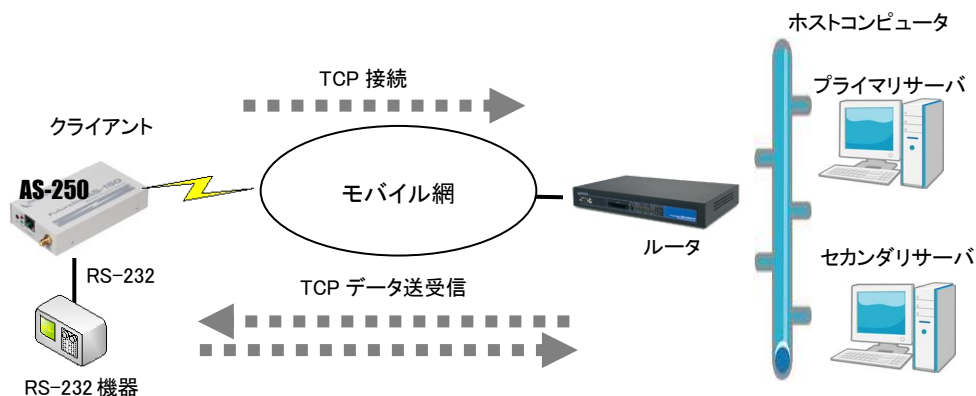 ホストコンピュータ
TCP 接続
プライマリサーバ
クライアント
AS-250
モバイル網
ルータ
RS-232
TCP データ送受信
セカンダリサーバ
RS-232 機器